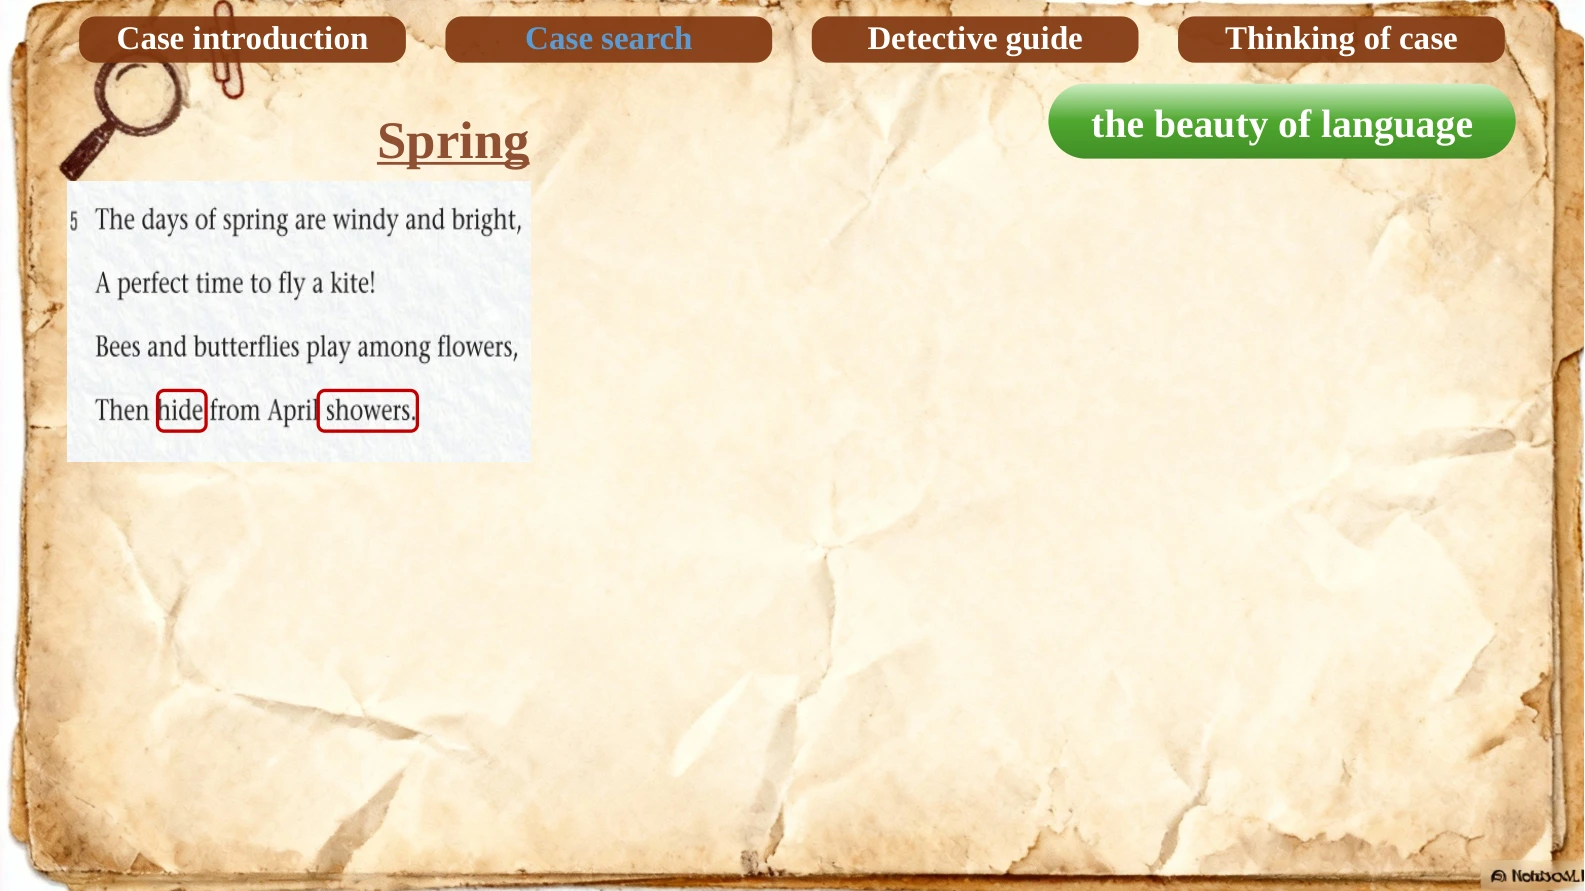 Case introduction
Case search
Detective guide
Thinking of case
the beauty of language
Spring
5 The days of spring are windy and bright,
A perfect time to fly a kite!
Bees and butterflies play among flowers,
Then hide from April showers.